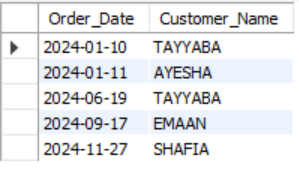 Order_Date Customer_Name
2024-01-10 TAYYABA
2024-01-11 AYESHA
2024-06-19 TAYYABA
2024-09-17 EMAAN
2024-11-27 SHAFIA